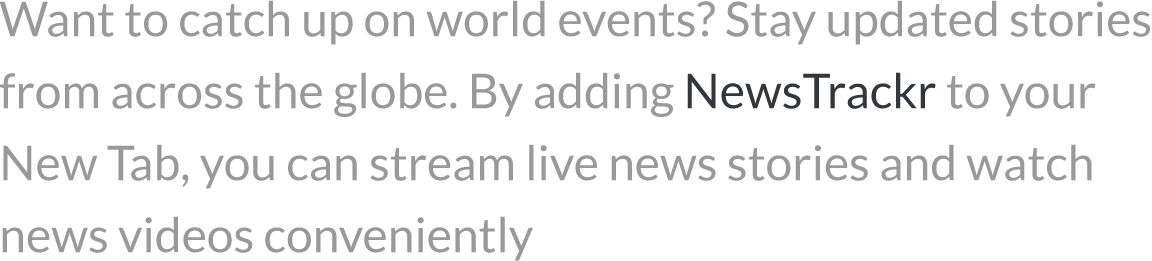 Want to catch up on world events? Stay updated stories
from across the globe. By adding NewsTrackr to your
New Tab, you can stream live news stories and watch
news videos conveniently